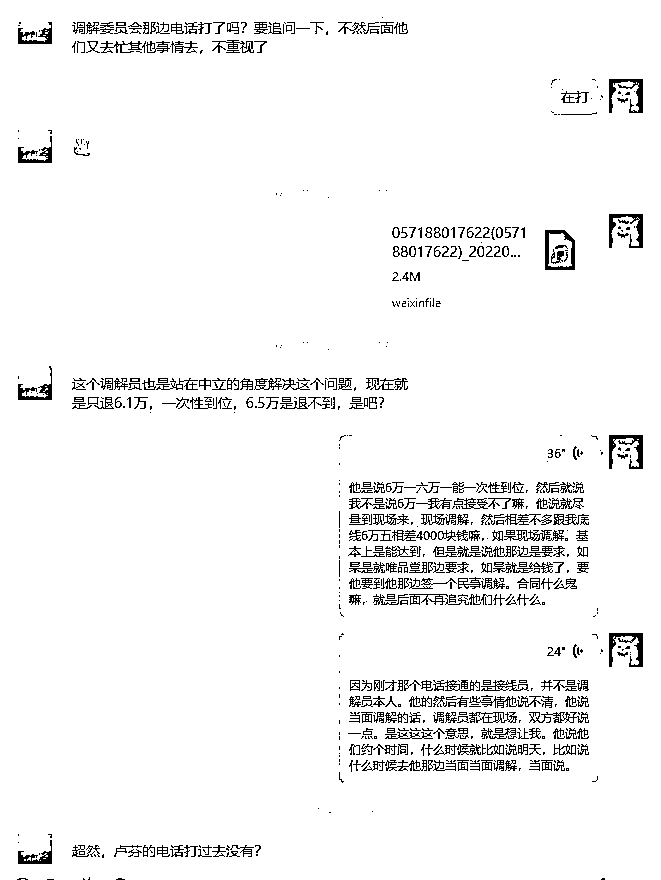 调解委员会那边电话打了吗？要追问一下，不然后面他
们又去忙其他事情去，不重视了
在打
057188017622(0571
88017622)_20220...
2.4M
weixinfile
这个调解员也是站在中立的角度解决这个问题，现在就
是只退6.1万，一次性到位，6.5万是退不到，是吧？
36"
他是说6万一六万一能一次性到位，然后就说
我不是说6万一我有点接受不了嘛，他说就尽
量到现场来，现场调解，然后相差不多跟我底
线6万五相差4000块钱嘛，如果现场调解。基
本上是能达到，但是就是说他那边是要求，如
果是就唯品堂那边要求，如果就是给钱了，要
他要到他那边签一个民事调解。合同什么鬼
嘛，就是后面不再追究他们什么什么。
24"
因为刚才那个电话接通的是接线员，并不是调
解员本人。他的然后有些事情他说不清，他说
当面调解的话，调解员都在现场，双方都好说
一点。是这这这个意思，就是想让我。他说他
们约个时间，什么时候就比如说明天，比如说
什么时候去他那边当面当面调解，当面说。
超然，卢芬的电话打过去没有？